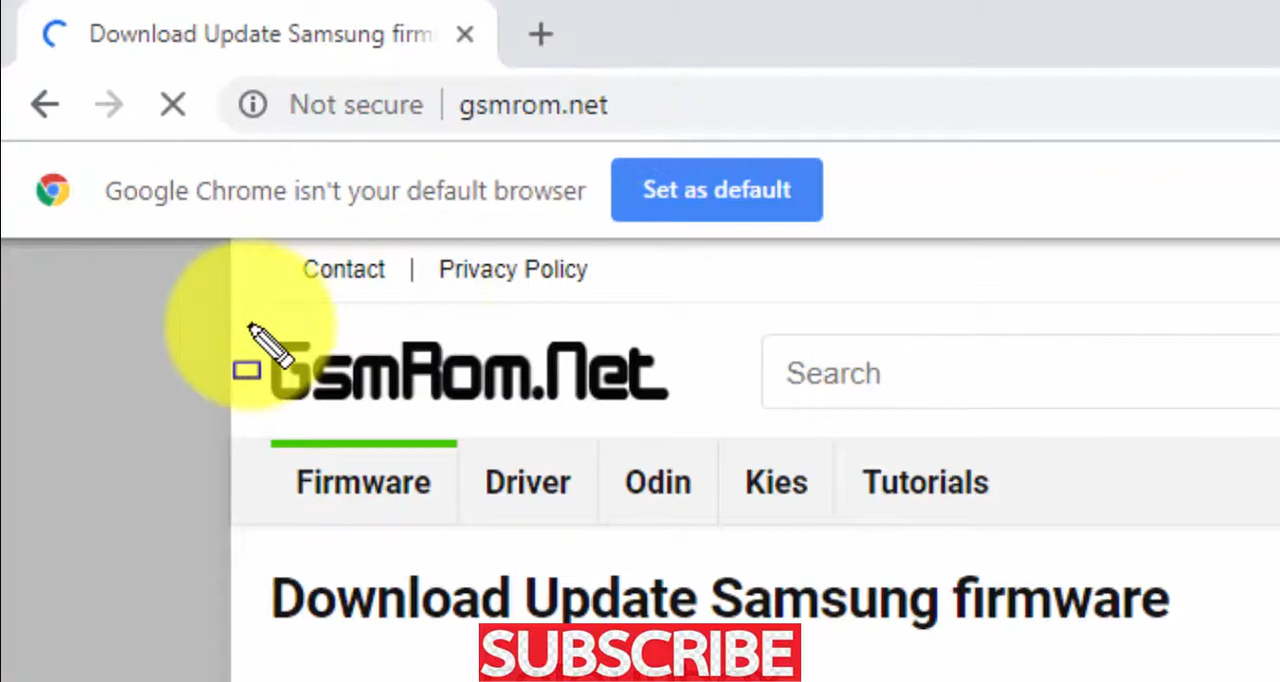 Download Update Samsung firm
Not secure
gsmrom.net
Google Chrome isn't your default browser
Set as default
Contact | Privacy Policy
GsmRom.Net
Search
Firmware Driver Odin Kies Tutorials
Download Update Samsung firmware
SUBSCRIBE